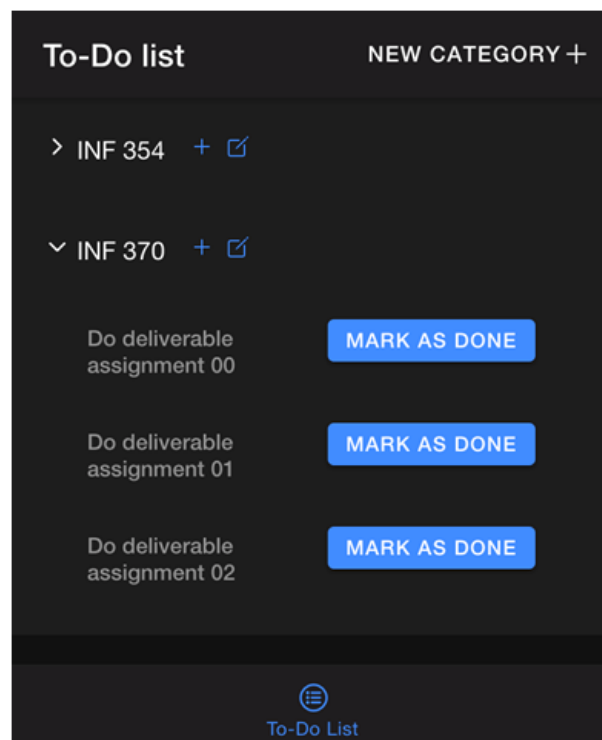 To-Do list
NEW CATEGORY +
INF 354
INF 370
Do deliverable
assignment 00
MARK AS DONE
Do deliverable
assignment 01
MARK AS DONE
Do deliverable
assignment 02
MARK AS DONE
To-Do List